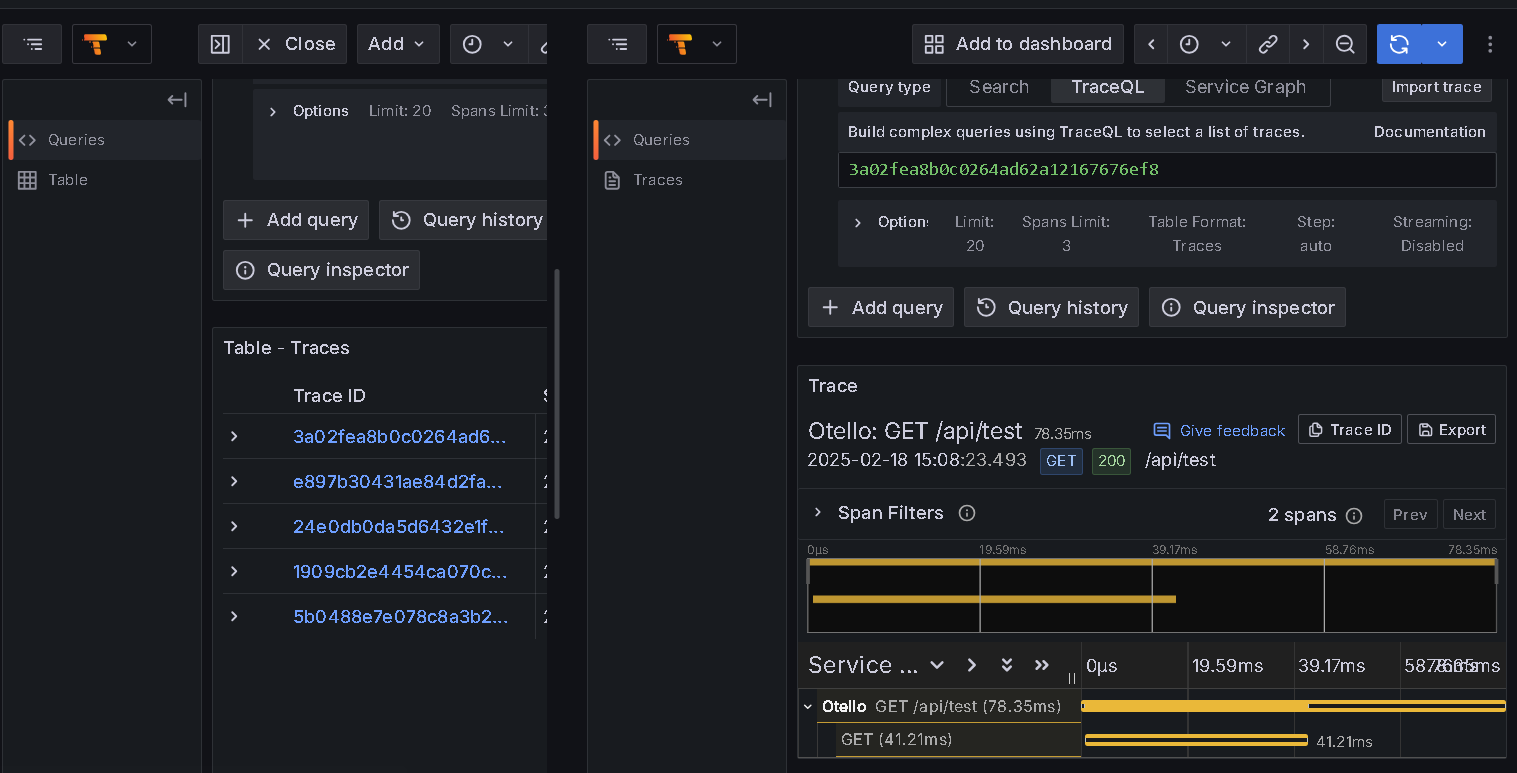 Close
Add
Queries
Table
Options Limit: 20 Spans Limit: 3
Add query
Query history
Query inspector
Table - Traces
Trace ID
3a02fea8b0c0264ad6...
e897b30431ae84d2fa...
24e0db0da5d6432e1f...
1909cb2e4454ca070c...
5b0488e7e078c8a3b2...
Add to dashboard
Queries
Traces
Query type Search TraceQL Service Graph Import trace
Build complex queries using TraceQL to select a list of traces. Documentation
3a02fea8b0c0264ad62a12167676ef8
Options Limit: Spans Limit: Table Format: Step: Streaming:
20 3 Traces auto Disabled
Add query Query history Query inspector
Trace
Otello: GET /api/test 78.35ms Give feedback Trace ID Export
2025-02-18 15:08:23.493 GET 200 /api/test
Span Filters 2 spans Prev Next
0μs 19.59ms 39.17ms 58.76ms 78.35ms
Service ... 0μs 19.59ms 39.17ms 58.76ms 78.35ms
Otello GET /api/test (78.35ms)
GET (41.21ms) 41.21ms